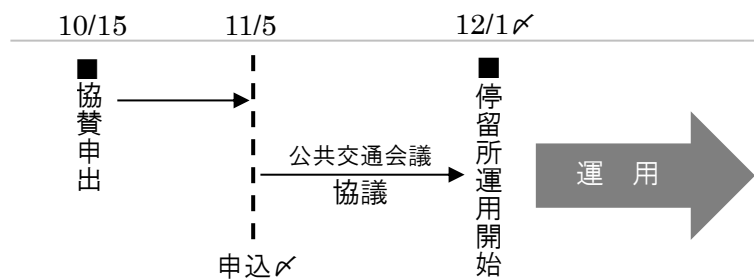 10/15
11/5
12/1〆
■協賛申出
公共交通会議
協議
申込〆
■停留所運用開始
運 用